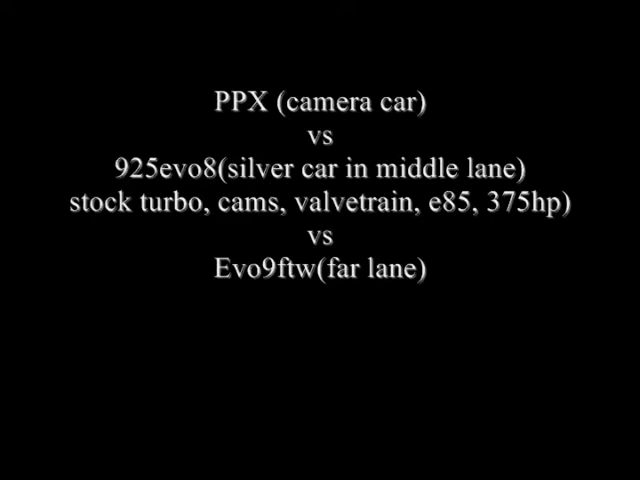 PPX (camera car)
vs
925evo8(silver car in middle lane)
stock turbo, cams, valvetrain, e85, 375hp)
vs
Evo9ftw(far lane)